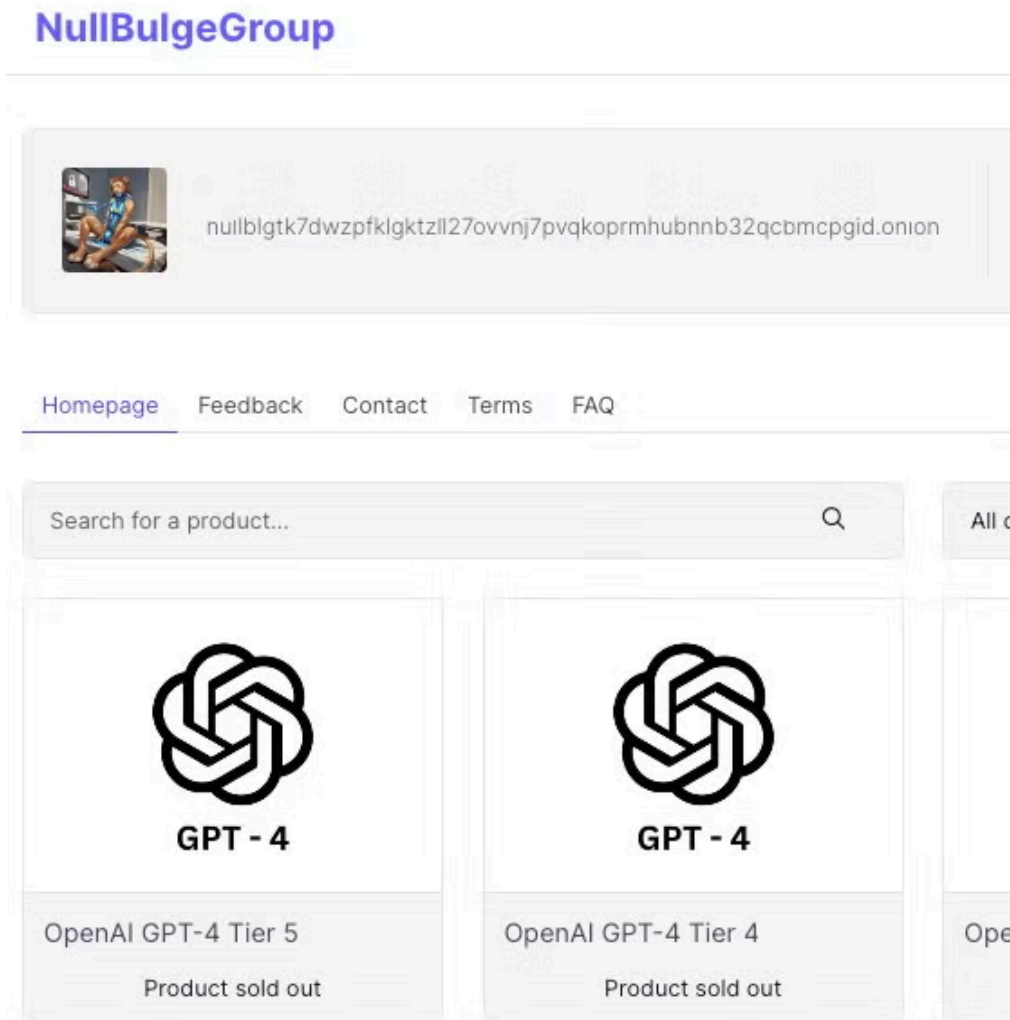 NullBulgeGroup
nullblgtk7dwzpfklgktzll27ovvnj7pvqkoprmhubnnb32qcbmcpgid.onion
Homepage Feedback Contact Terms FAQ
Search for a product...
All
GPT - 4 GPT - 4
OpenAI GPT-4 Tier 5 OpenAI GPT-4 Tier 4
Product sold out Product sold out